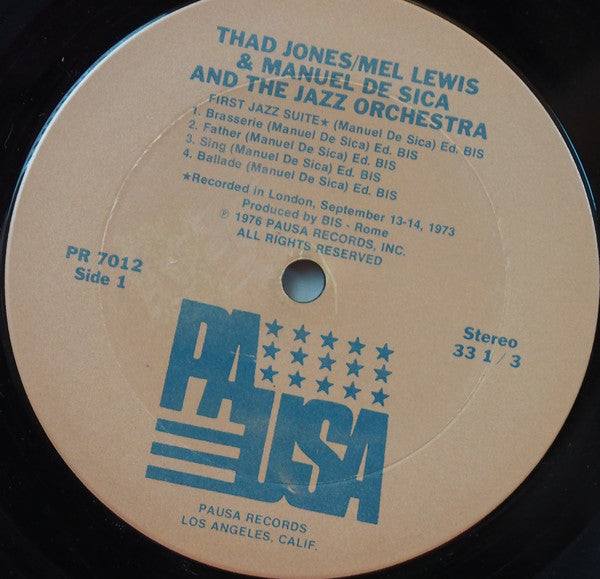 THAD JONES/MEL LEWIS
& MANUEL DE SICA
AND THE JAZZ ORCHESTRA
FIRST JAZZ SUITE★ (Manuel De Sica) Ed. BIS
1. Brasserie (Manuel De Sica) Ed. BIS
2. Father (Manuel De Sica) Ed. BIS
3. Sing (Manuel De Sica) Ed. BIS
4. Ballade (Manuel De Sica) Ed. BIS
★Recorded in London, September 13-14, 1973
Produced by BIS - Rome
℗ 1976 PAUSA RECORDS, INC.
ALL RIGHTS RESERVED
PR 7012
Side 1
Stereo
33 1/3
PAUSA
PAUSA RECORDS
LOS ANGELES, CALIF.